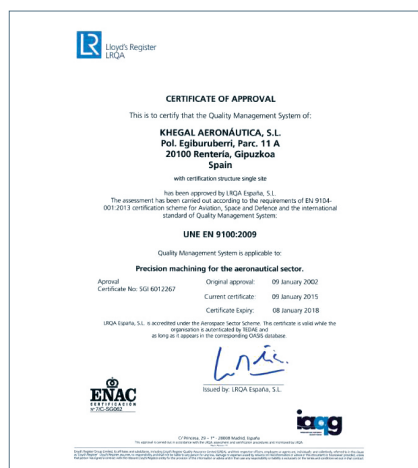 LR
Lloyd's Register
LRQA
CERTIFICATE OF APPROVAL
This is to certify that the Quality Management System of:
KHEGAL AERONÁUTICA, S.L.
Pol. Egiburuberri, Parc. 11 A
20100 Rentería, Gipuzkoa
Spain
with certification structure single site
has been approved by LRQA España, S.L.
The assessment has been carried out according to the requirements of EN 9104-
001:2013 certification scheme for Aviation, Space and Defence and the international
standard of Quality Management System:
UNE EN 9100:2009
Quality Management System is applicable to:
Precision machining for the aeronautical sector.
Aproval
Certificate No: SGI 6012267
Original approval: 09 January 2002
Current certificate: 09 January 2015
Certificate Expiry: 08 January 2018
LRQA España, S.L. is accredited under the Aerospace Sector Scheme. The certificate is valid while the
organisation is autenticated by TEDAE and
as long as it appears in the corresponding OASIS database.
Issued by: LRQA España, S.L.
ENAC
CERTIFICACIÓN
iaqg